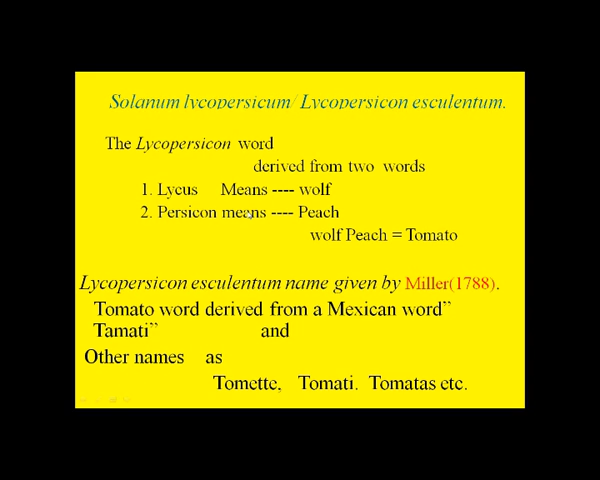 Solanum lycopersicum/ Lycopersicon esculentum.
The Lycopersicon word
derived from two words
1. Lycus Means ---- wolf
2. Persicon means ---- Peach
wolf Peach = Tomato
Lycopersicon esculentum name given by Miller(1788).
Tomato word derived from a Mexican word”
Tamati” and
Other names as
Tomette, Tomati. Tomatas etc.